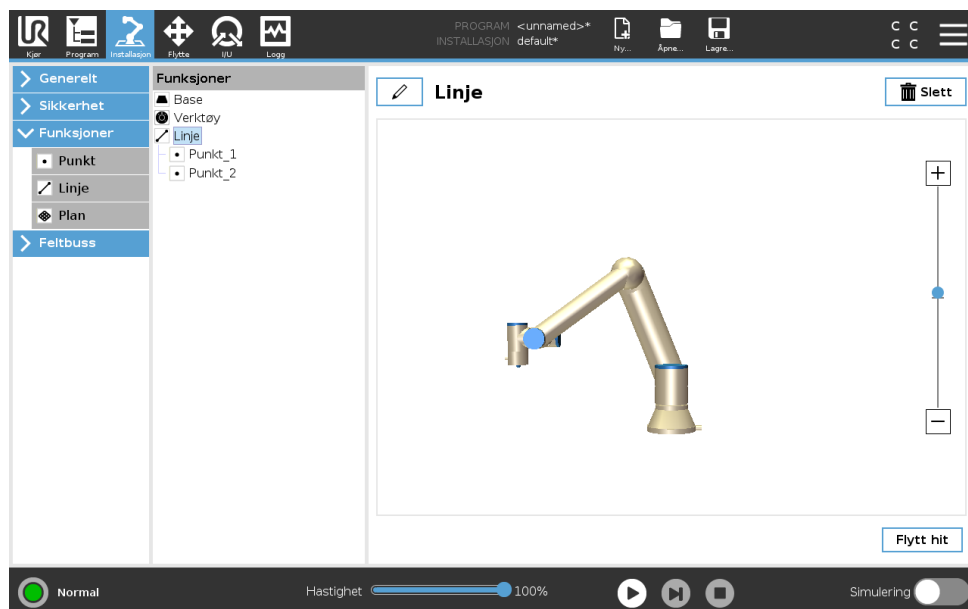 UR
Kjør
Program
Installasjon
Flytte
I/U
Logg
PROGRAM <unnamed>*
INSTALLASJON default*
Ny...
Åpne...
Lagre...
C C
C C
Generelt
Sikkerhet
Funksjoner
Punkt
Linje
Plan
Feltbuss
Funksjoner
Base
Verktøy
Linje
Punkt_1
Punkt_2
Linje
Slett
Flytt hit
Normal
Hastighet
100%
Simulering